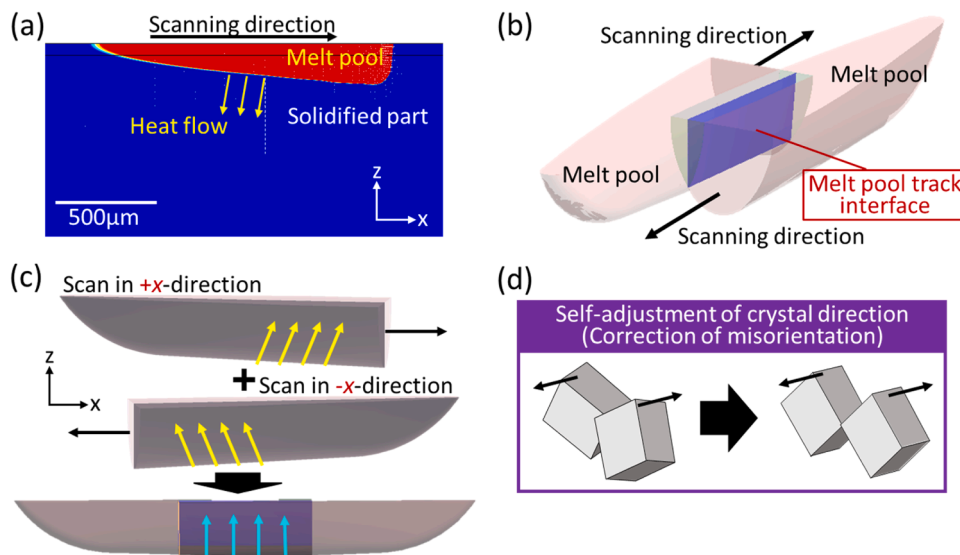 (a)
Scanning direction
Melt pool
Heat flow
Solidified part
500μm
z
x
(b)
Scanning direction
Melt pool
Melt pool
Melt pool track
interface
Scanning direction
(c)
Scan in +x-direction
z
x
+
Scan in -x-direction
(d)
Self-adjustment of crystal direction
(Correction of misorientation)